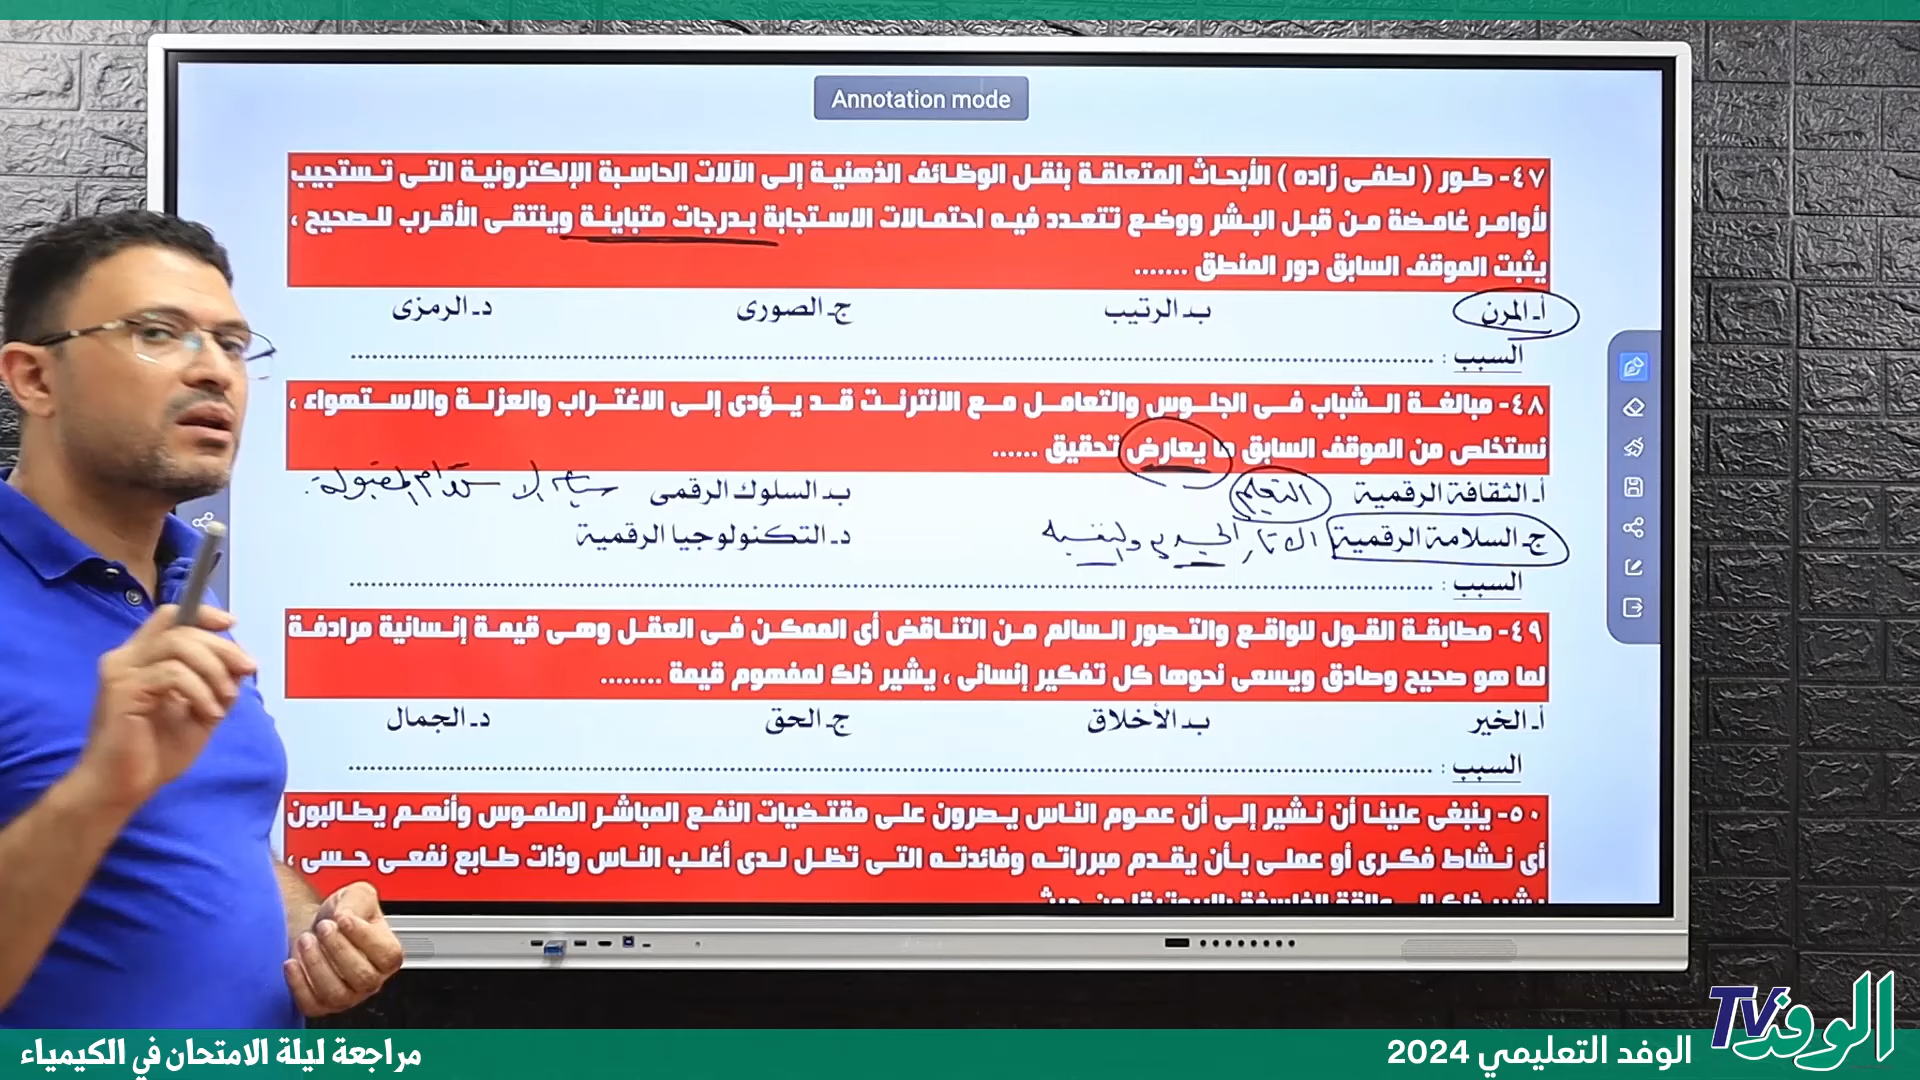 Annotation mode
٤٧- طور ( لطفى زاده ) الأبحاث المتعلقة بنقل الوظائف الذهنية إلى الآلات الحاسبة الإلكترونية التى تستجيب
لأوامر غامضة من قبل البشر ووضع تتعدد فيه احتمالات الاستجابة بدرجات متباينة وينتقى الأقرب للصحيح ،
يثبت الموقف السابق دور المنطق .......
أ ـ المرن ب ـ الرتيب ج ـ الصورى د ـ الرمزى
السبب : ........................................
٤٨- مبالغة الشباب فى الجلوس والتعامل مع الانترنت قد يؤدى إلى الاغتراب والعزلة والاستهواء ،
نستخلص من الموقف السابق ما يعارض تحقيق ......
أ ـ الثقافة الرقمية التعليم ب ـ السلوك الرقمى
ج ـ السلامة الرقمية د ـ التكنولوجيا الرقمية
السبب : ........................................
٤٩- مطابقة القول للواقع والتصور السالم من التناقض أى الممكن فى العقل وهى قيمة إنسانية مرادفة
لما هو صحيح وصادق ويسعى نحوها كل تفكير إنسانى ، يشير ذلك لمفهوم قيمة ........
أ ـ الخير ب ـ الأخلاق ج ـ الحق د ـ الجمال
السبب : ........................................
٥٠- ينبغى علينا أن نشير إلى أن عموم الناس يصرون على مقتضيات النفع المباشر الملموس وأنهم يطالبون
أى نشاط فكرى أو عملى بأن يقدم مبرراته وفائدته التى تظل لدى أغلب الناس وذات طابع نفعى حسى ،
الوفد TV
الوفد التعليمي 2024
مراجعة ليلة الامتحان في الكيمياء